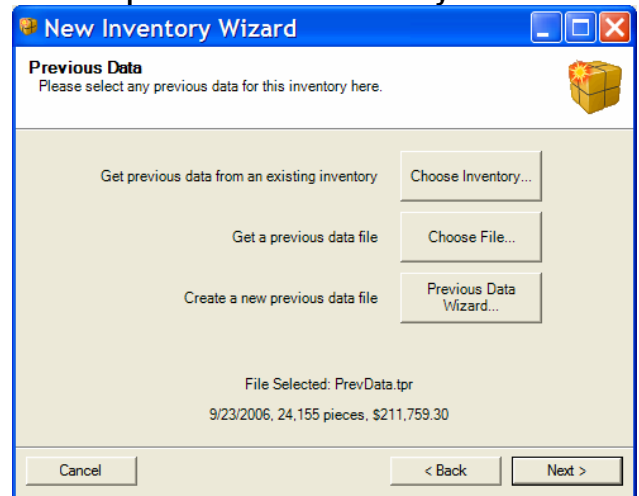 New Inventory Wizard
Previous Data
Please select any previous data for this inventory here.
Get previous data from an existing inventory
Choose Inventory...
Get a previous data file
Choose File...
Create a new previous data file
Previous Data
Wizard...
File Selected: PrevData.tpr
9/23/2006, 24,155 pieces, $211,759.30
Cancel
< Back
Next >